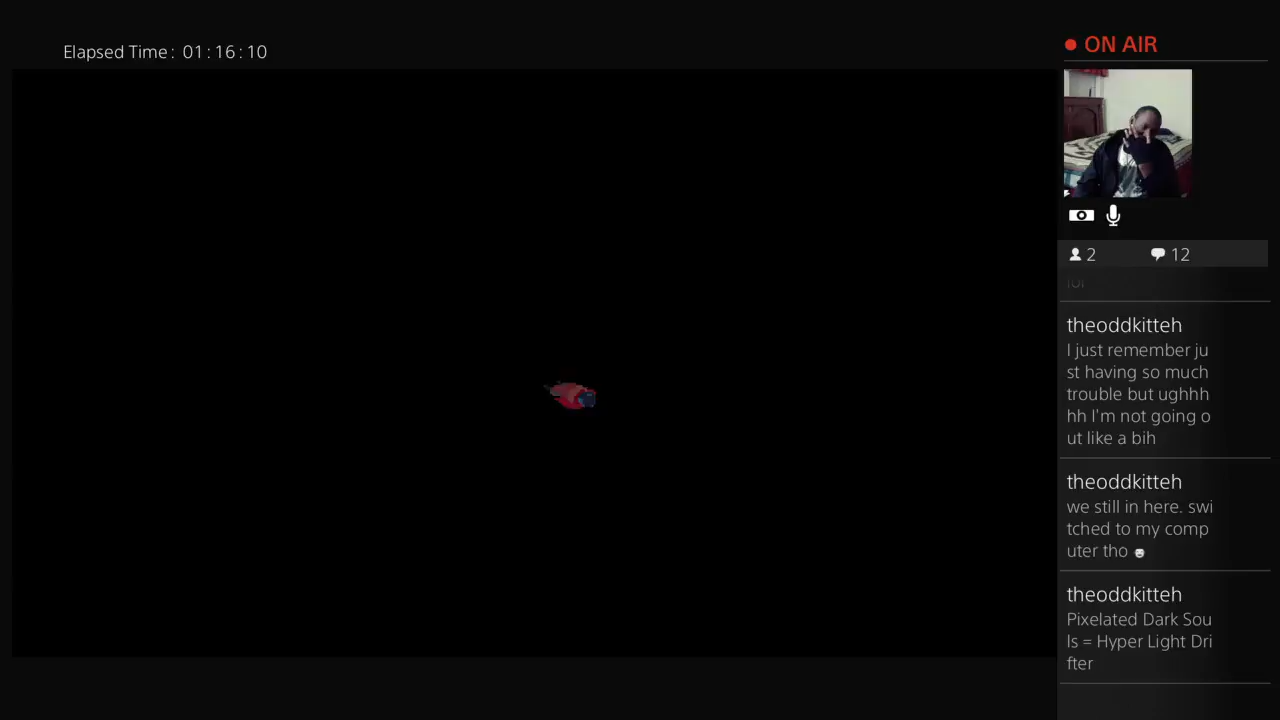 Elapsed Time: 01:16:10
ON AIR
2
12
lol
theoddkitteh
I just remember ju
st having so much
trouble but ughhh
hh I'm not going o
ut like a bih
theoddkitteh
we still in here. swi
tched to my comp
uter tho
theoddkitteh
Pixelated Dark Sou
ls = Hyper Light Dri
fter